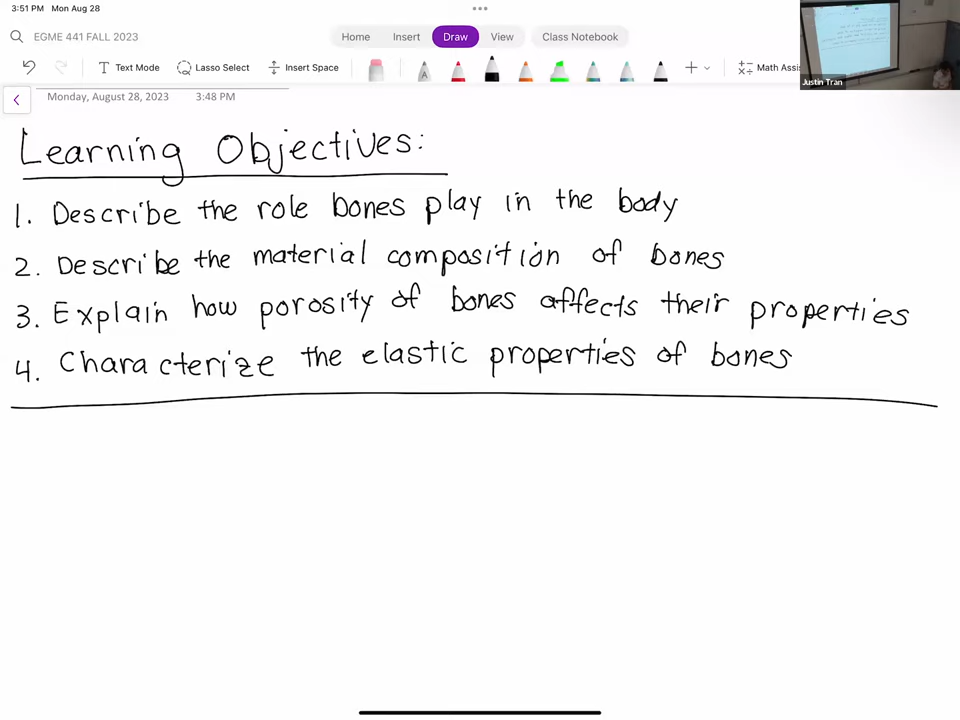 3:51 PM Mon Aug 28
EGME 441 FALL 2023
Home Insert Draw View Class Notebook
Text Mode Lasso Select Insert Space Math Assi
Justin Tran
Monday, August 28, 2023 3:48 PM
Learning Objectives:
1. Describe the role bones play in the body
2. Describe the material composition of bones
3. Explain how porosity of bones affects their properties
4. Characterize the elastic properties of bones